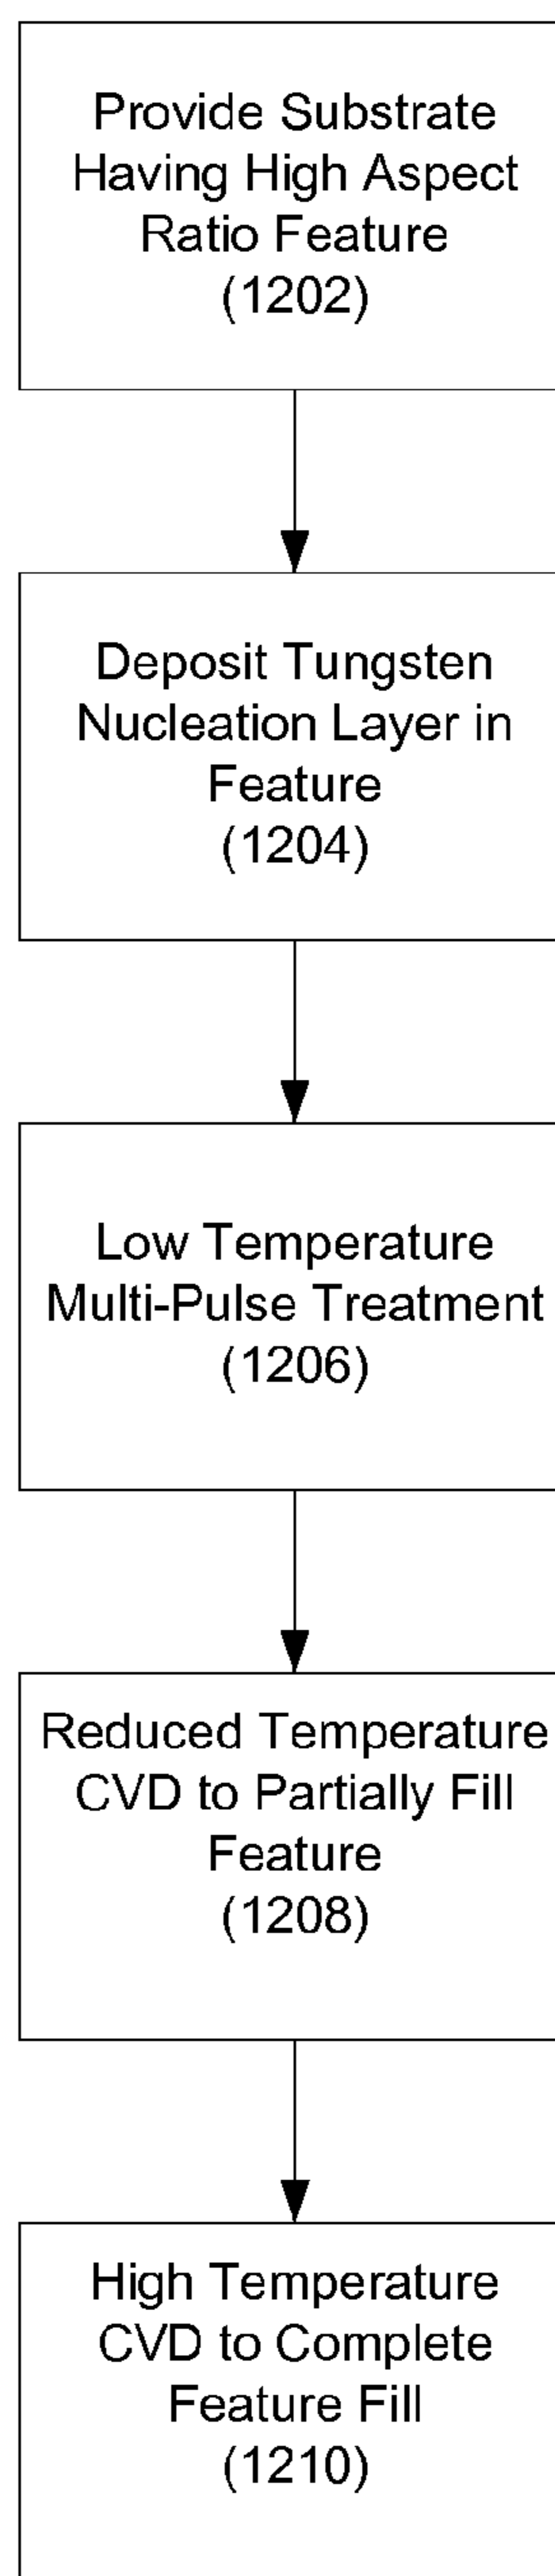 Provide Substrate
Having High Aspect
Ratio Feature
(1202)
Deposit Tungsten
Nucleation Layer in
Feature
(1204)
Low Temperature
Multi-Pulse Treatment
(1206)
Reduced Temperature
CVD to Partially Fill
Feature
(1208)
High Temperature
CVD to Complete
Feature Fill
(1210)